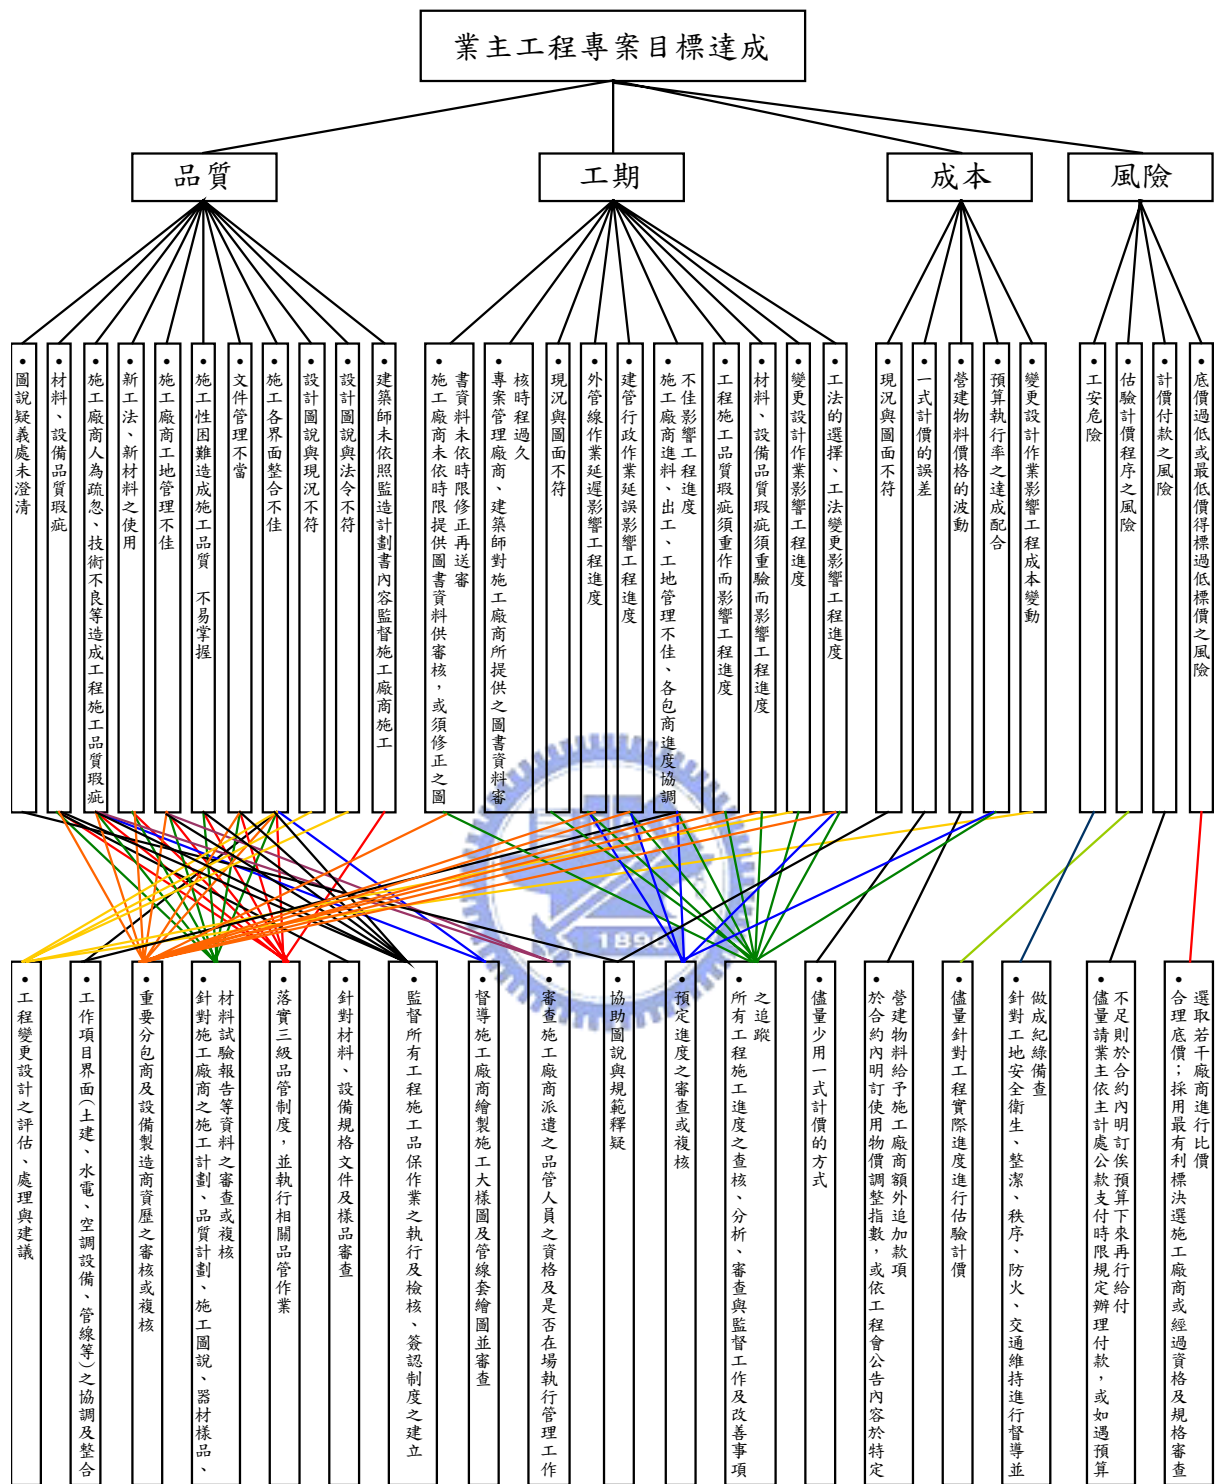 業主工程專案目標達成
品質
工期
成本
風險
• 圖說疑義處未澄清
• 材料、設備品質瑕疵
• 施工廠商人為疏忽、技術不良等造成工程施工品質瑕疵
• 新工法、新材料之使用
• 施工廠商工地管理不佳
• 施工性困難造成施工品質 不易掌握
• 文件管理不當
• 施工各界面整合不佳
• 設計圖說與現況不符
• 設計圖說與法令不符
• 建築師未依照監造計劃書內容監督施工廠商施工
• 施工廠商未依時限提供圖書資料供審核，或須修正之圖
書資料未依時限修正再送審
• 專案管理廠商、建築師對施工廠商所提供之圖書資料審
核時程過久
• 現況與圖面不符
• 外管線作業延遲影響工程進度
• 建管行政作業延誤影響工程進度
• 施工廠商進料、出工、工地管理不佳、各包商進度協調
不佳影響工程進度
• 工程施工品質瑕疵須重作而影響工程進度
• 材料、設備品質瑕疵須重驗而影響工程進度
• 變更設計作業影響工程進度
• 工法的選擇、工法變更影響工程進度
• 現況與圖面不符
• 一式計價的誤差
• 營建物料價格的波動
• 預算執行率之達成配合
• 變更設計作業影響工程成本變動
• 工安危險
• 估驗計價程序之風險
• 計價付款之風險
• 底價過低或最低價得標過低標價之風險
1896
• 工程變更設計之評估、處理與建議
• 工作項目界面(土建、水電、空調設備、管線等)之協調及整合
• 重要分包商及設備製造商資歷之審核或複核
• 針對施工廠商之施工計劃、品質計劃、施工圖說、器材樣品、
材料試驗報告等資料之審查或複核
• 落實三級品管制度，並執行相關品管作業
• 針對材料、設備規格文件及樣品審查
• 監督所有工程施工品保作業之執行及檢核、簽認制度之建立
• 督導施工廠商繪製施工大樣圖及管線套繪圖並審查
• 審查施工廠商派遣之品管人員之資格及是否在場執行管理工作
• 協助圖說與規範釋疑
• 預定進度之審查或複核
• 所有工程施工進度之查核、分析、審查與監督工作及改善事項
之追蹤
• 儘量少用一式計價的方式
• 於合約內明訂使用物價調整指數，或依工程會公告內容於特定
營建物料給予施工廠商額外追加款項
• 儘量針對工程實際進度進行估驗計價
• 針對工地安全衛生、整潔、秩序、防火、交通維持進行督導並
做成紀綠備查
• 儘量請業主依主計處公款支付時限規定辦理付款，或如遇預算
不足則於合約內明訂俟預算下來再行給付
• 合理底價；採用最有利標決選施工廠商或經過資格及規格審查
選取若干廠商進行比價